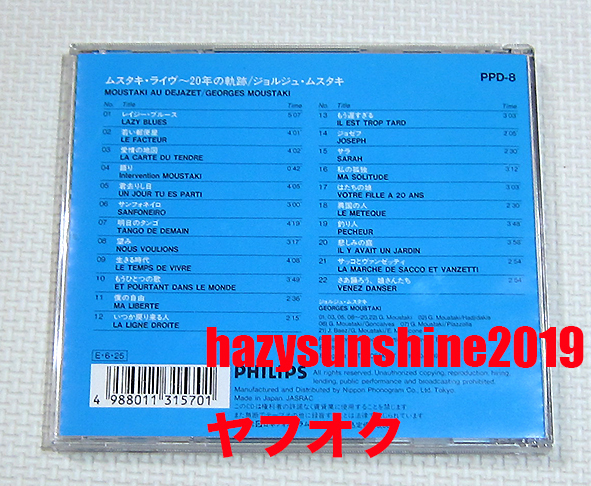 ムスタキ・ライヴ～20年の軌跡/ジョルジュ・ムスタキ
PPD-8
MOUSTAKI AU DEJAZET/GEORGES MOUSTAKI
No. Title Time
01 レイジー・ブルース 5:07
LAZY BLUES
02 若い郵便屋 4:01
LE FACTEUR
03 愛情の地図 4:02
LA CARTE DU TENDRE
04 語り 0:42
Intervention MOUSTAKI
05 君去りし日 4:05
UN JOUR TU ES PARTI
06 サンフォネイロ 3:00
SANFONEIRO
07 明日のタンゴ 4:19
TANGO DE DEMAIN
08 望み 3:17
NOUS VOULIONS
09 生きる時代
LE TEMPS DE VIVRE
10 もうひとつの歌
ET POURTANT DANS LE MONDE
11 僕の自由 2:36
MA LIBERTE
12 いつか戻り来る人 2:15
LA LIGNE DROITE
No. Title Time
13 もう遅すぎる 3:03
IL EST TROP TARD
14 ジョゼフ 2:05
JOSEPH
15 サラ 2:30
SARAH
16 私の孤独 3:12
MA SOLITUDE
17 はたちの娘
VOTRE FILLE A 20 ANS
18 異国の人
LE METEQUE
19 釣り人 3:48
PECHEUR
20 悲しみの庭 3:58
IL Y AVAIT UN JARDIN
21 サッコとヴァンゼッティ 2:54
LA MARCHE DE SACCO ET VANZETTI
22 さあ踊ろう、娘さんたち 2:54
VENEZ DANSER
ジョルジュ・ムスタキ
GEORGES MOUSTAKI
hazysunshine2019
E-6-25
4 988011 315701
PHILIPS
All rights reserved. Unauthorized copying, reproduction, hiring,
lending, public performance and broadcasting prohibited.
Manufactured and Distributed by Nippon Phonogram Co., Ltd. Tokyo.
Made in Japan. JASRAC
ヤフオク